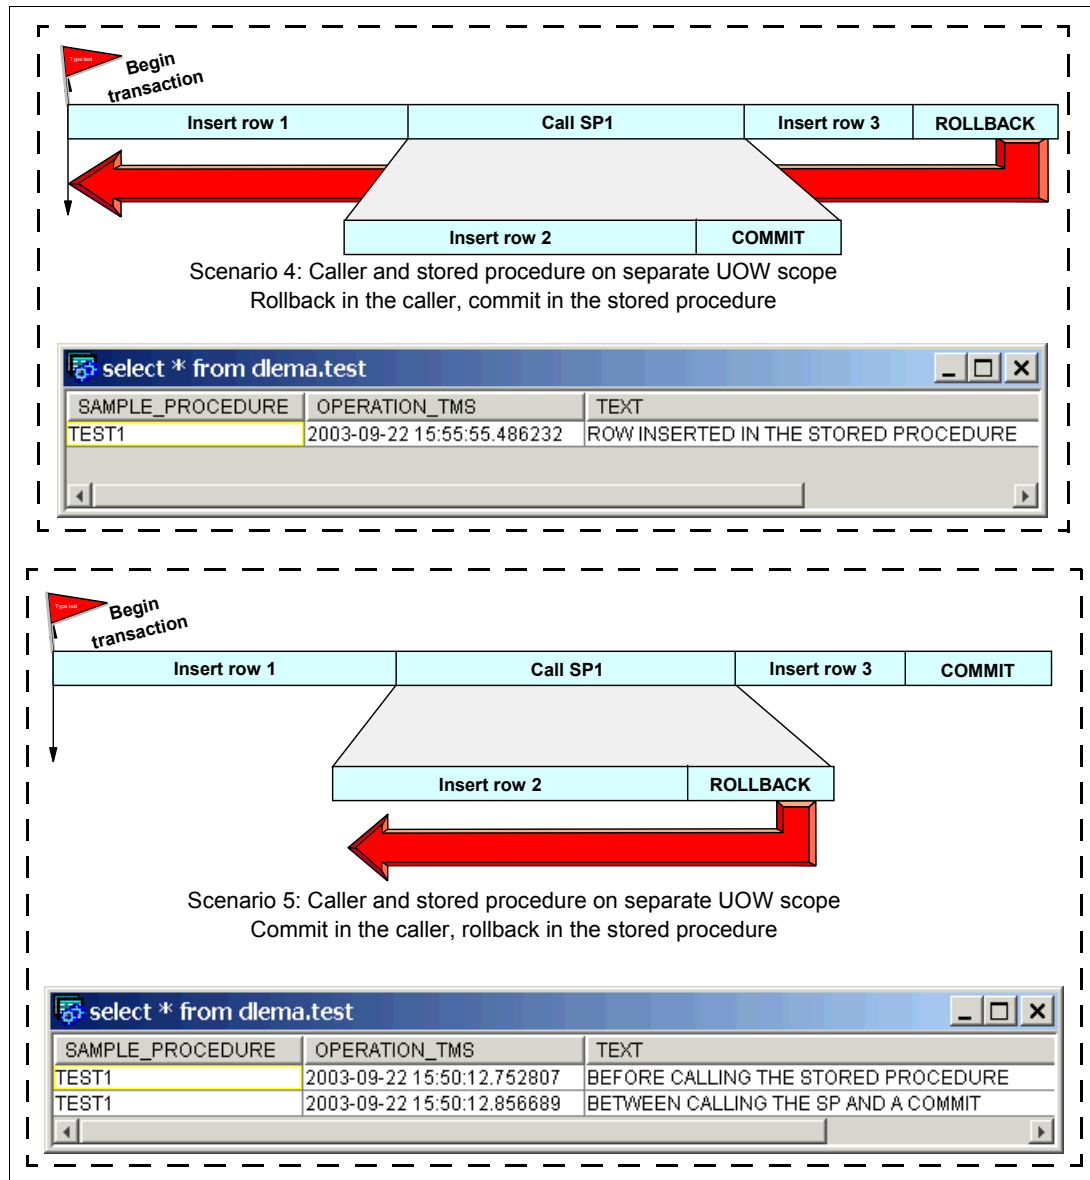 Type text
Begin
transaction
Insert row 1
Call SP1
Insert row 3
ROLLBACK
Insert row 2
COMMIT
Scenario 4: Caller and stored procedure on separate UOW scope
Rollback in the caller, commit in the stored procedure
select * from dlema.test
SAMPLE_PROCEDURE OPERATION_TMS TEXT
TEST1 2003-09-22 15:55:55.486232 ROW INSERTED IN THE STORED PROCEDURE
Type text
Begin
transaction
Insert row 1
Call SP1
Insert row 3
COMMIT
Insert row 2
ROLLBACK
Scenario 5: Caller and stored procedure on separate UOW scope
Commit in the caller, rollback in the stored procedure
select * from dlema.test
SAMPLE_PROCEDURE OPERATION_TMS TEXT
TEST1 2003-09-22 15:50:12.752807 BEFORE CALLING THE STORED PROCEDURE
TEST1 2003-09-22 15:50:12.856689 BETWEEN CALLING THE SP AND A COMMIT